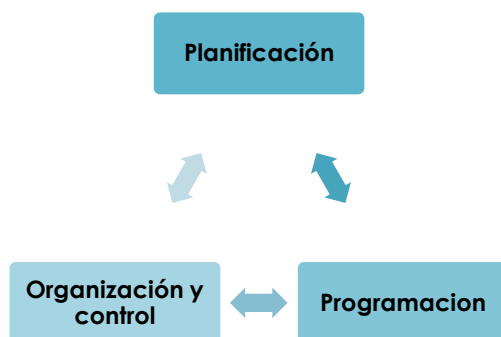 Planificación
Organización y
control
Programacion